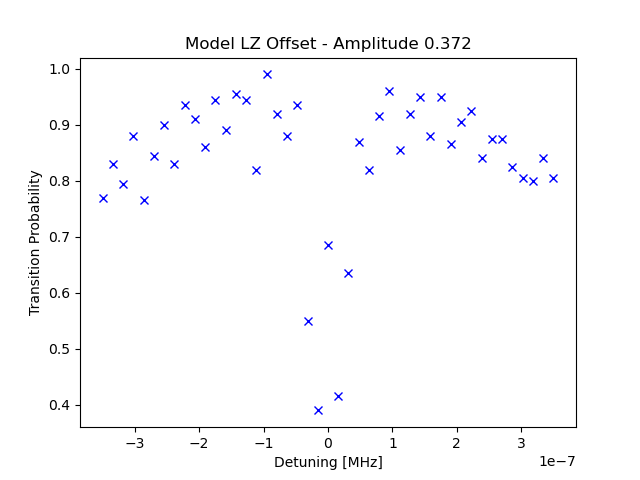 Model LZ Offset - Amplitude 0.372
Transition Probability
1.0
0.9
0.8
0.7
0.6
0.5
0.4
−3 −2 −1 0 1 2 3
1e−7
Detuning [MHz]